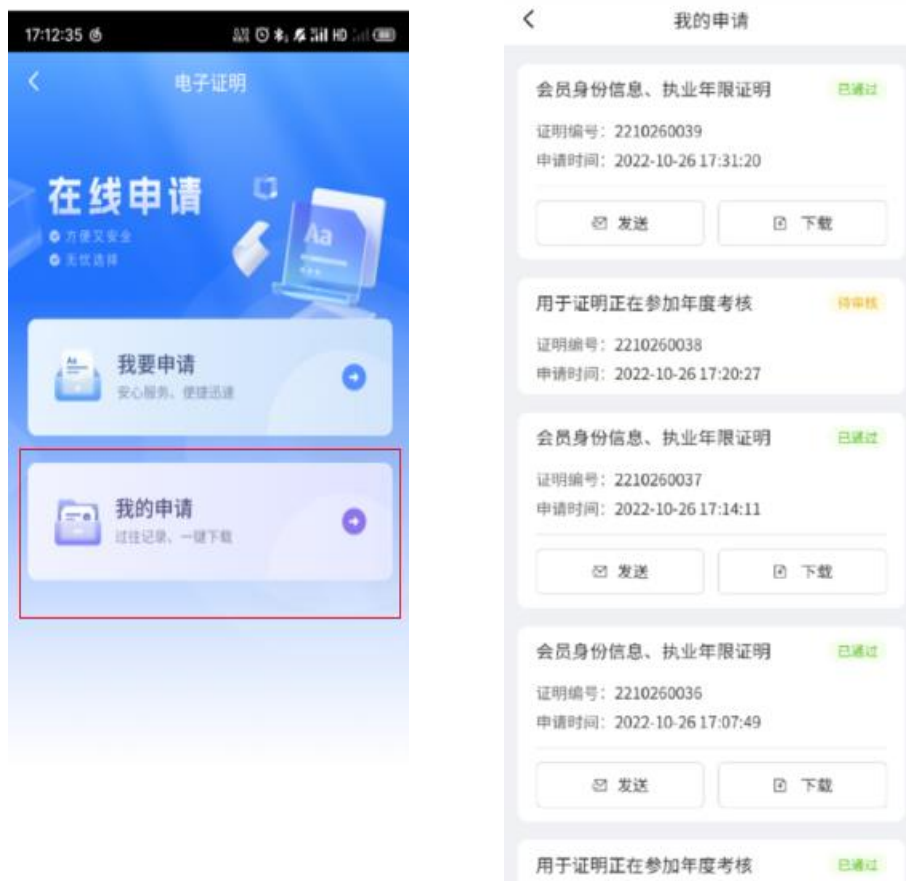 17:12:35
HD
电子证明
在线申请
方便又安全
无忧选择
Aa
我要申请
安心服务、便捷迅速
我的申请
过往记录、一键下载
我的申请
会员身份信息、执业年限证明 已通过
证明编号：2210260039
申请时间：2022-10-26 17:31:20
发送 下载
用于证明正在参加年度考核 待审核
证明编号：2210260038
申请时间：2022-10-26 17:20:27
会员身份信息、执业年限证明 已通过
证明编号：2210260037
申请时间：2022-10-26 17:14:11
发送 下载
会员身份信息、执业年限证明 已通过
证明编号：2210260036
申请时间：2022-10-26 17:07:49
发送 下载
用于证明正在参加年度考核 已通过